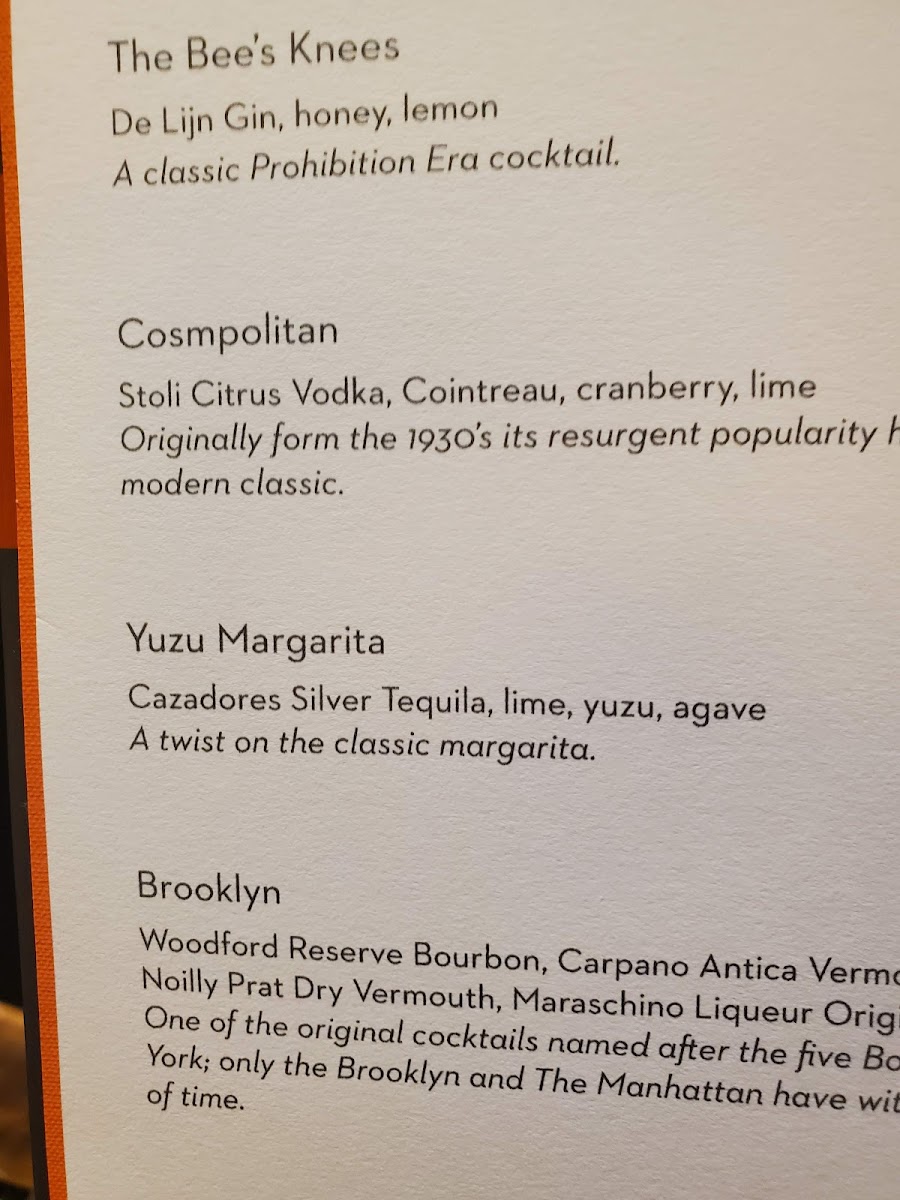 The Bee's Knees
De Lijn Gin, honey, lemon
A classic Prohibition Era cocktail.
Cosmpolitan
Stoli Citrus Vodka, Cointreau, cranberry, lime
Originally form the 1930's its resurgent popularity
modern classic.
Yuzu Margarita
Cazadores Silver Tequila, lime, yuzu, agave
A twist on the classic margarita.
Brooklyn
Woodford Reserve Bourbon, Carpano Antica
Noilly Prat Dry Vermouth, Maraschino Liqueur
One of the original cocktails named after the five
York; only the Brooklyn and The Manhattan have
of time.